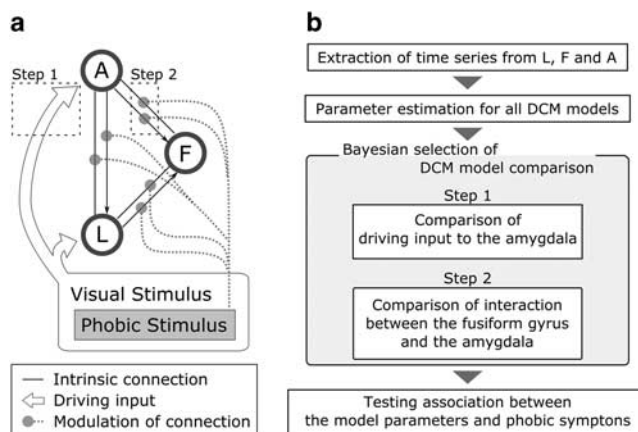 a
Step 1
A
Step 2
F
L
Visual Stimulus
Phobic Stimulus
Intrinsic connection
Driving input
Modulation of connection
b
Extraction of time series from L, F and A
Parameter estimation for all DCM models
Bayesian selection of
DCM model comparison
Step 1
Comparison of
driving input to the amygdala
Step 2
Comparison of interaction
between the fusiform gyrus
and the amygdala
Testing association between
the model parameters and phobic symptons